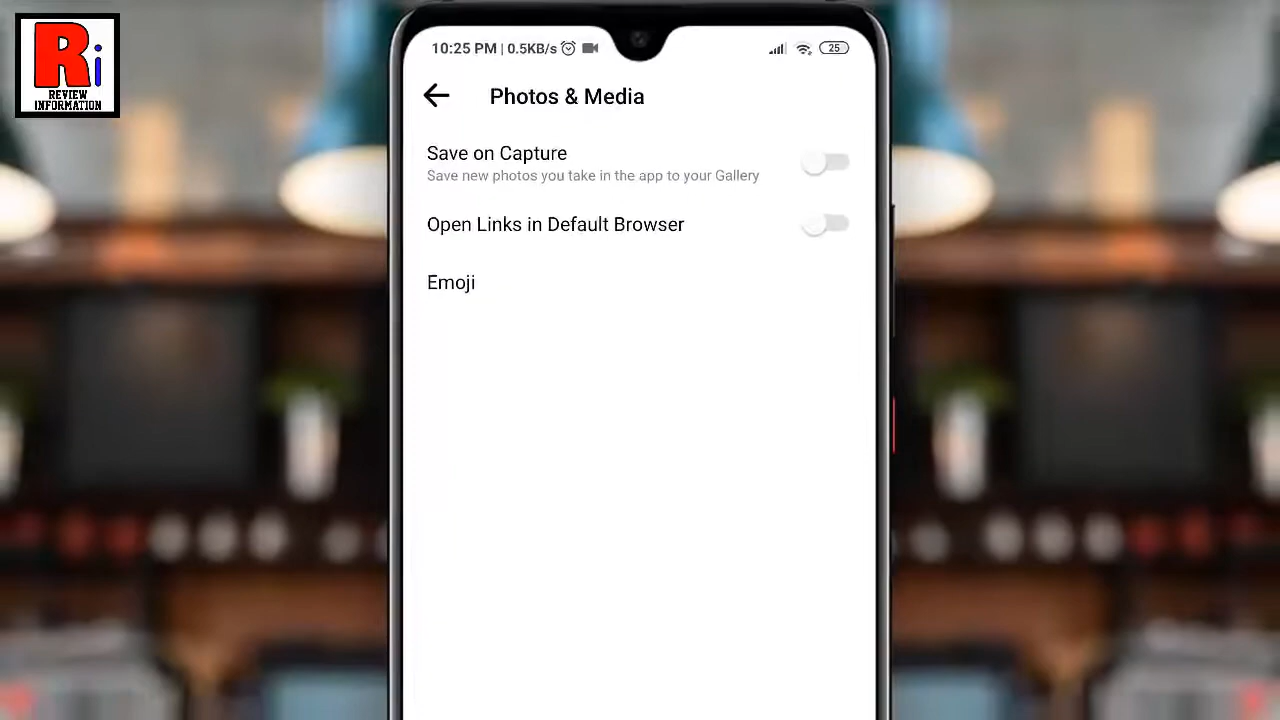 Ri
REVIEW
INFORMATION
10:25 PM | 0.5KB/s
25
Photos & Media
Save on Capture
Save new photos you take in the app to your Gallery
Open Links in Default Browser
Emoji